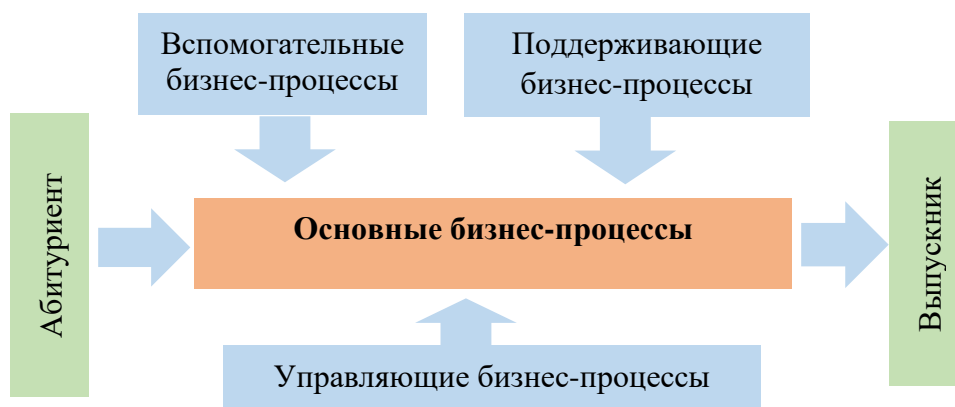 Вспомогательные
бизнес-процессы
Поддерживающие
бизнес-процессы
Абитуриент
Основные бизнес-процессы
Выпускник
Управляющие бизнес-процессы